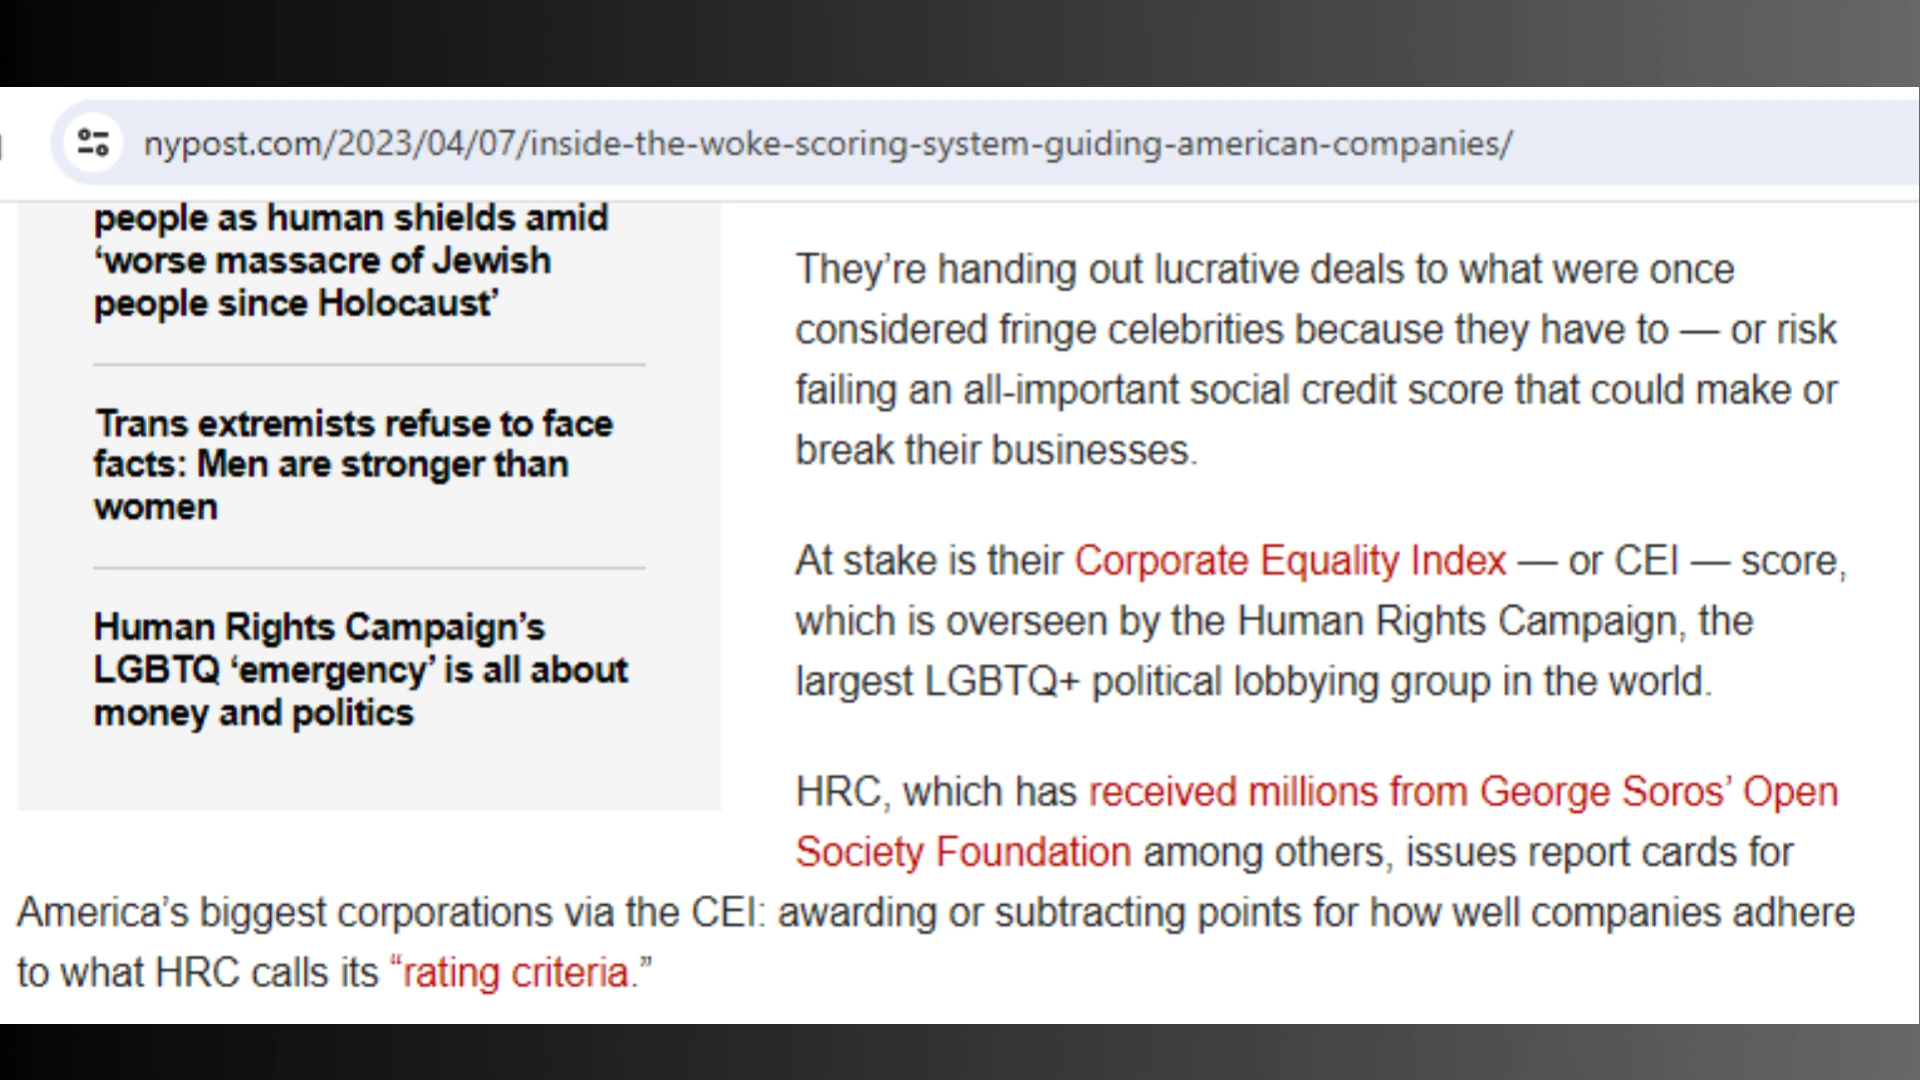 nypost.com/2023/04/07/inside-the-woke-scoring-system-guiding-american-companies/
people as human shields amid
‘worse massacre of Jewish
people since Holocaust’
Trans extremists refuse to face
facts: Men are stronger than
women
Human Rights Campaign’s
LGBTQ ‘emergency’ is all about
money and politics
They’re handing out lucrative deals to what were once
considered fringe celebrities because they have to — or risk
failing an all-important social credit score that could make or
break their businesses.
At stake is their Corporate Equality Index — or CEI — score,
which is overseen by the Human Rights Campaign, the
largest LGBTQ+ political lobbying group in the world.
HRC, which has received millions from George Soros’ Open
Society Foundation among others, issues report cards for
America’s biggest corporations via the CEI: awarding or subtracting points for how well companies adhere
to what HRC calls its “rating criteria.”